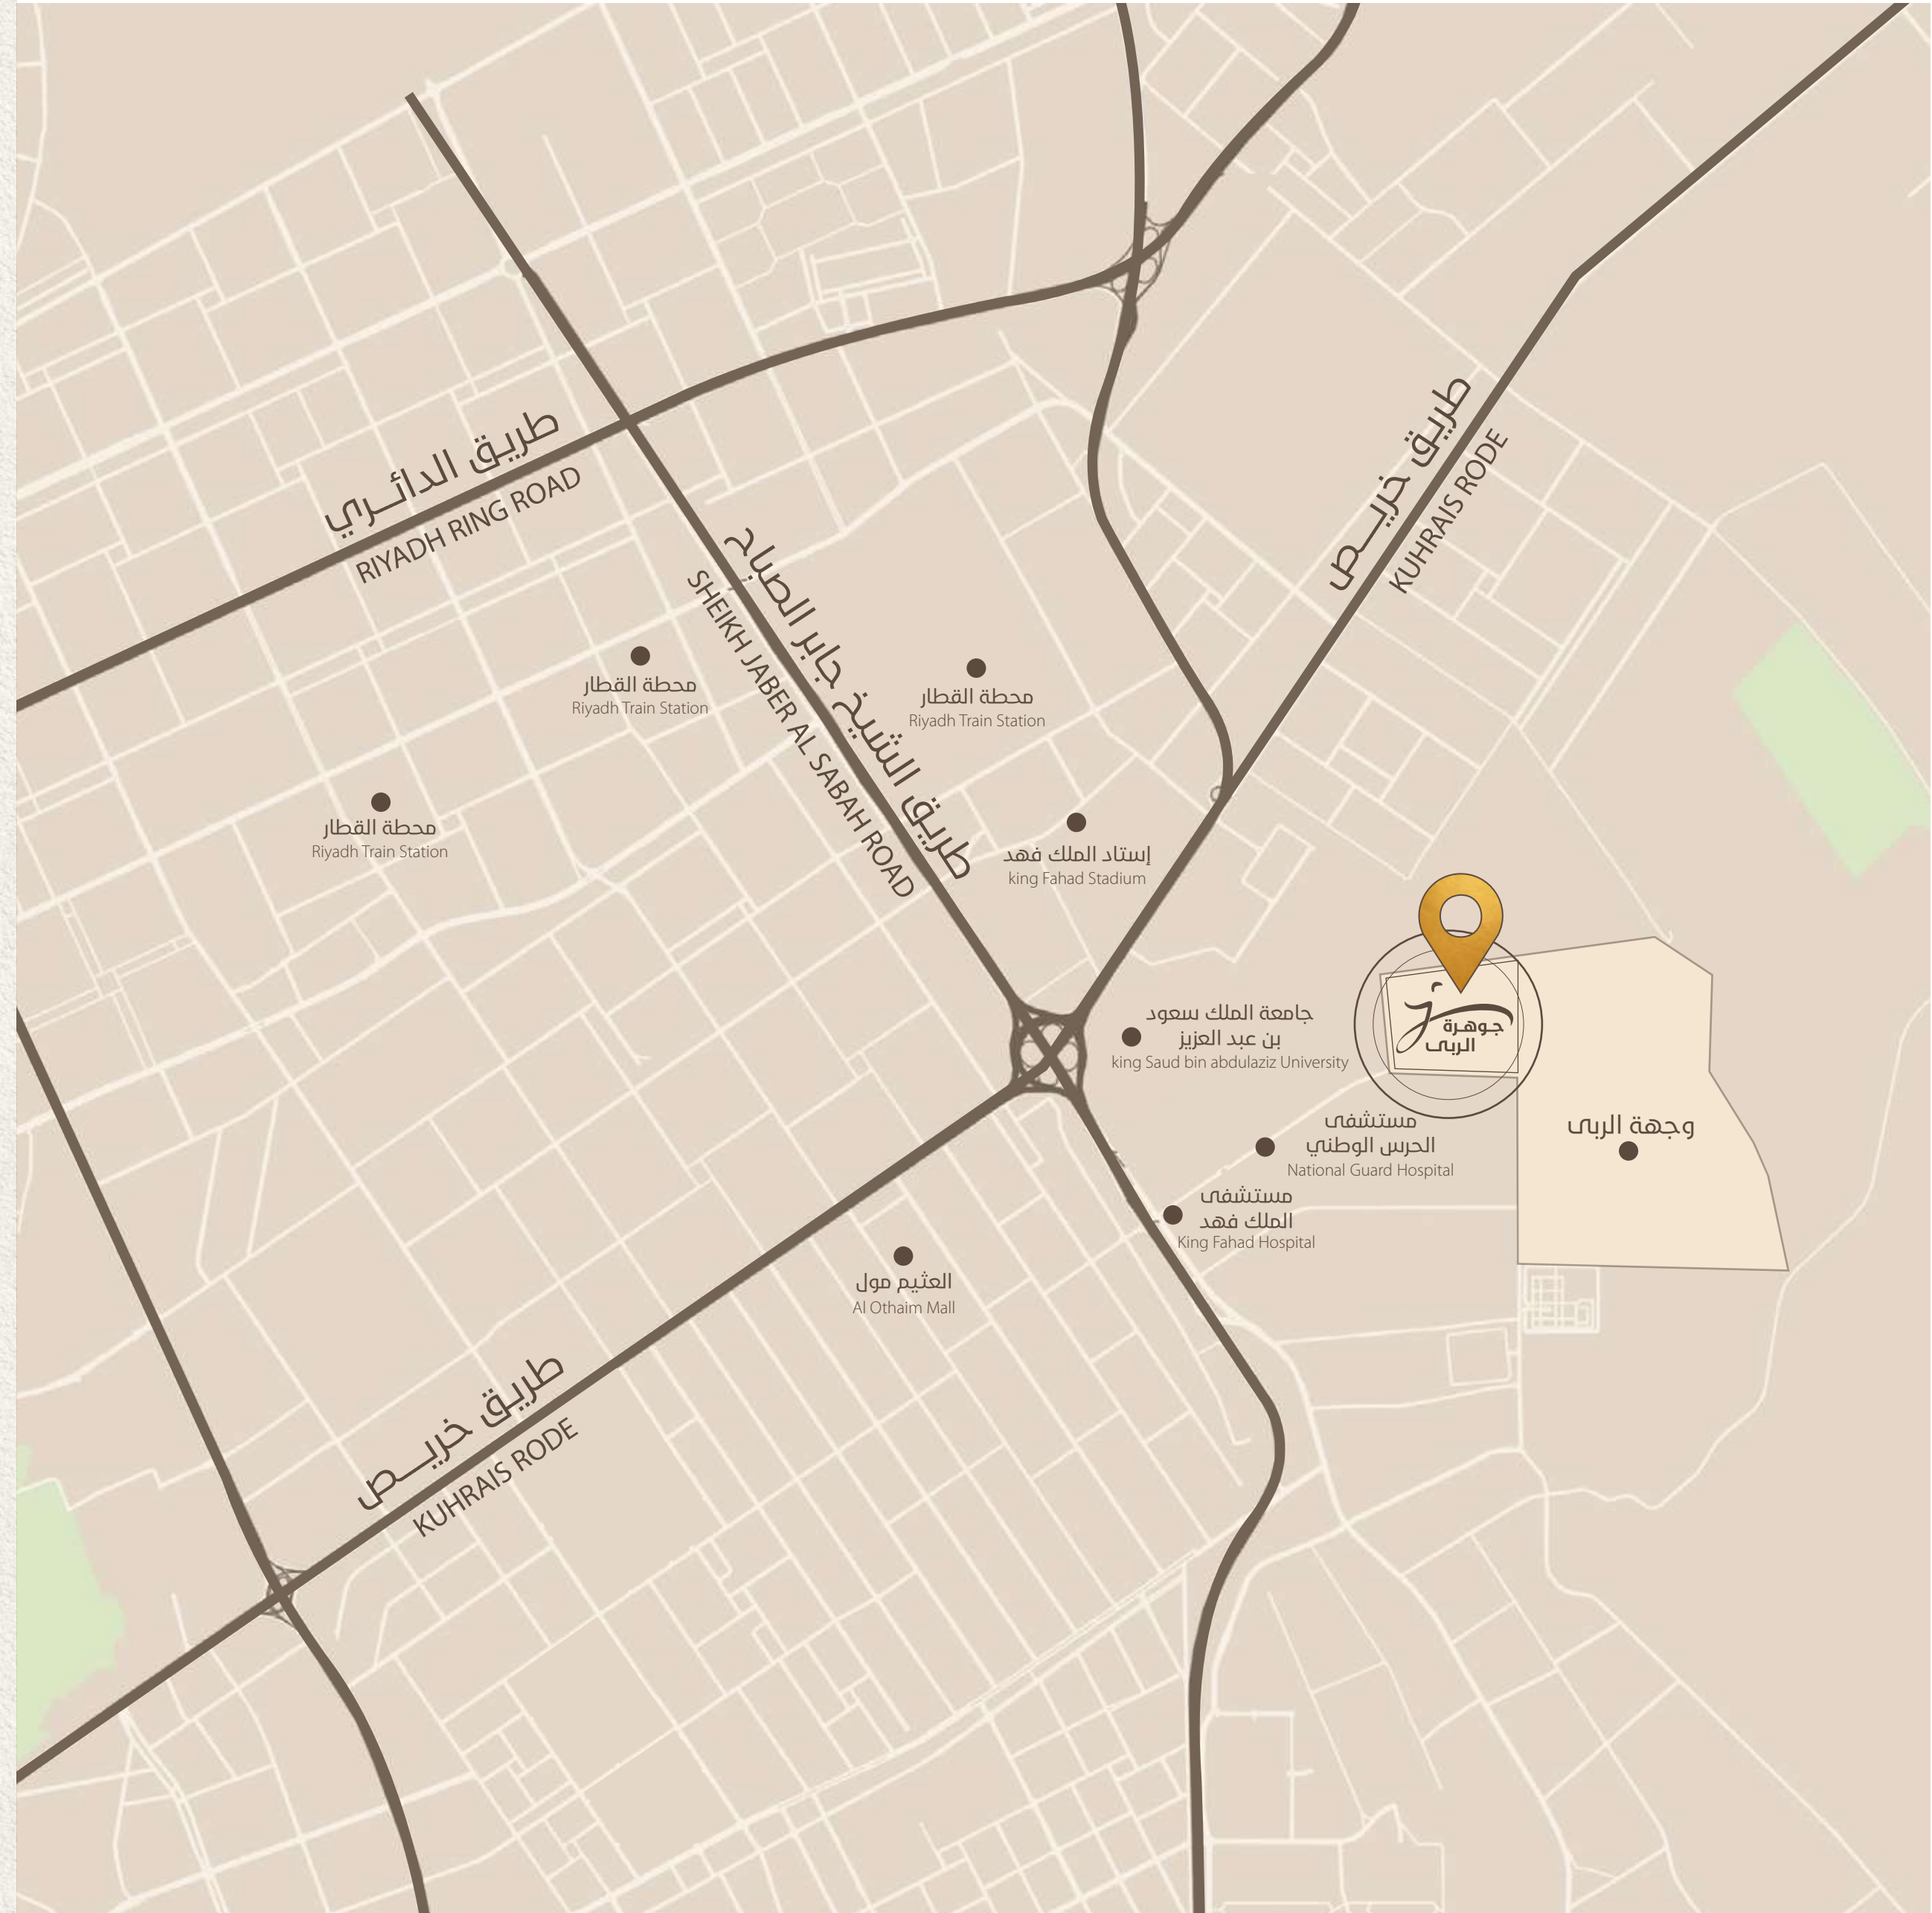 طريق الدائــري
RIYADH RING ROAD
طريق خريــص
KUHRAIS RODE
طريق الشيخ جابر الصباح
SHEIKH JABER AL SABAH ROAD
محطة القطار
Riyadh Train Station
محطة القطار
Riyadh Train Station
محطة القطار
Riyadh Train Station
إستاد الملك فهد
king Fahad Stadium
جامعة الملك سعود
بن عبد العزيز
king Saud bin abdulaziz University
جـوهـرة
الربى
مستشفى
الحرس الوطني
National Guard Hospital
وجهة الربى
مستشفى
الملك فهد
King Fahad Hospital
العثيم مول
Al Othaim Mall
طريق خريــص
KUHRAIS RODE